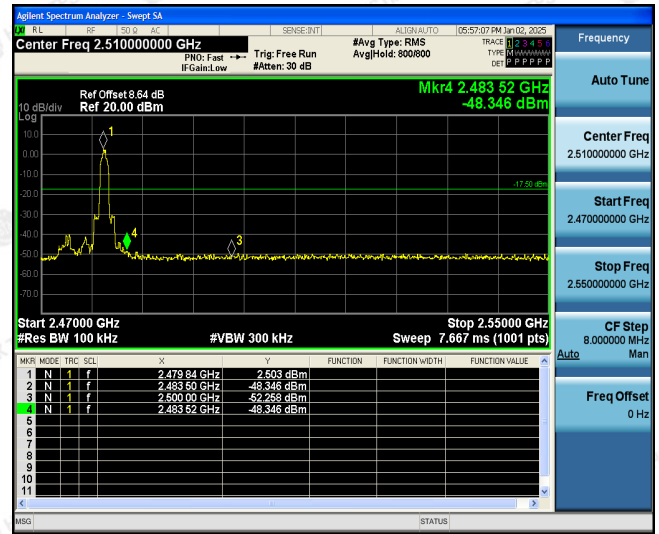 Agilent Spectrum Analyzer - Swept SA
LXI RL RF 50 Ω AC SENSE:INT ALIGN AUTO 05:57:07 PM Jan 02, 2025
Center Freq 2.510000000 GHz
PNO: Fast
IFGain:Low
Trig: Free Run
#Atten: 30 dB
#Avg Type: RMS
Avg|Hold: 800/800
TRACE 1 2 3 4 5 6
TYPE M W W W W W
DET P P P P P P
Ref Offset 8.64 dB
10 dB/div Ref 20.00 dBm
Log
Mkr4 2.483 52 GHz
-48.346 dBm
10.0
0.00
-10.0
-20.0
-30.0
-40.0
-50.0
-60.0
-70.0
1
4
3
-17.50 dBm
Start 2.47000 GHz Stop 2.55000 GHz
#Res BW 100 kHz #VBW 300 kHz Sweep 7.667 ms (1001 pts)
MKR MODE TRC SCL X Y FUNCTION FUNCTION WIDTH FUNCTION VALUE
1 N 1 f 2.479 84 GHz 2.503 dBm
2 N 1 f 2.483 50 GHz -48.346 dBm
3 N 1 f 2.500 00 GHz -52.258 dBm
4 N 1 f 2.483 52 GHz -48.346 dBm
5
6
7
8
9
10
11
MSG STATUS
Frequency
Auto Tune
Center Freq
2.510000000 GHz
Start Freq
2.470000000 GHz
Stop Freq
2.550000000 GHz
CF Step
8.000000 MHz
Auto Man
Freq Offset
0 Hz